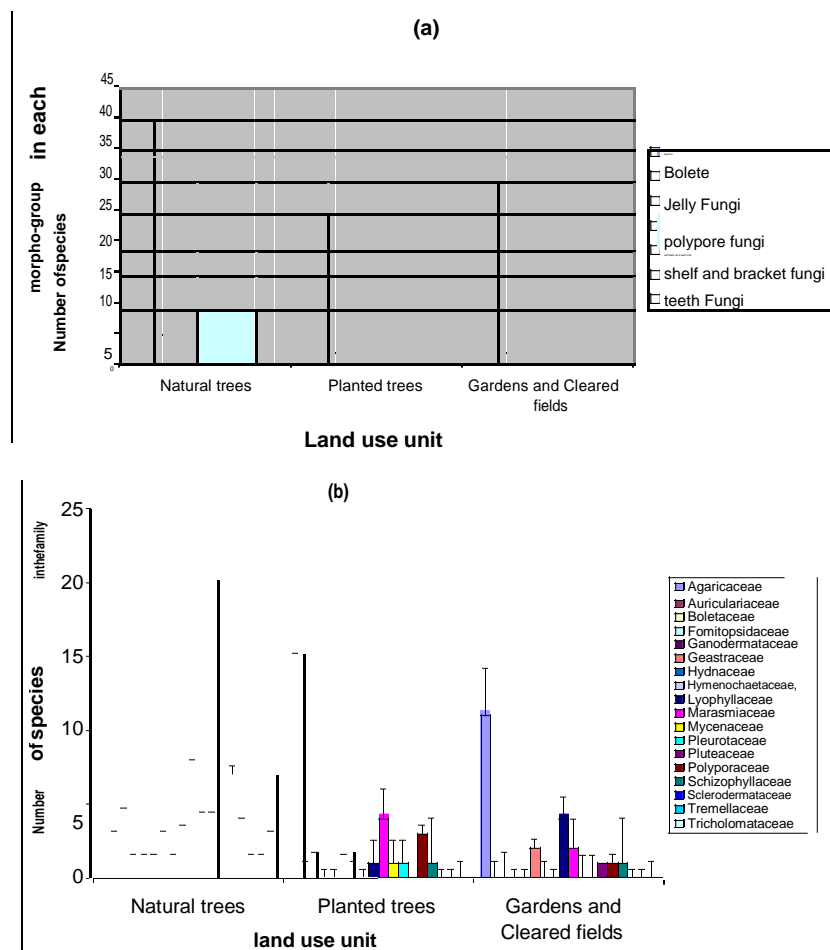 (a)
in each
morpho-group
Number ofspecies
45
40
35
30
25
20
15
10
5
0
Natural trees
Planted trees
Gardens and Cleared
fields
Land use unit
Bolete
Jelly Fungi
polypore fungi
shelf and bracket fungi
teeth Fungi
(b)
inthefamily
of species
Number
25
20
15
10
5
0
Natural trees
Planted trees
Gardens and
Cleared fields
land use unit
Agaricaceae
Auriculariaceae
Boletaceae
Fomitopsidaceae
Ganodermataceae
Geastraceae
Hydnaceae
Hymenochaetaceae,
Lyophyllaceae
Marasmiaceae
Mycenaceae
Pleurotaceae
Pluteaceae
Polyporaceae
Schizophyllaceae
Sclerodermataceae
Tremellaceae
Tricholomataceae